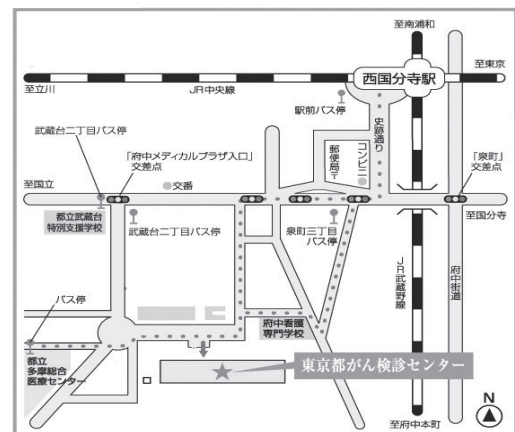 至南浦和
至東京
西国分寺駅
至立川
JR中央線
駅前バス停
史跡通り
武蔵台二丁目バス停
「府中メディカルプラザ入口」
交差点
郵便局〒
コンビニ
「泉町」
交差点
交番
至国立
至国分寺
都立武蔵台
特別支援学校
武蔵台二丁目バス停
泉町三丁目
バス停
JR武蔵野線
府中街道
バス停
府中看護
専門学校
都立
多摩総合
医療センター
東京都がん検診センター
N
至府中本町